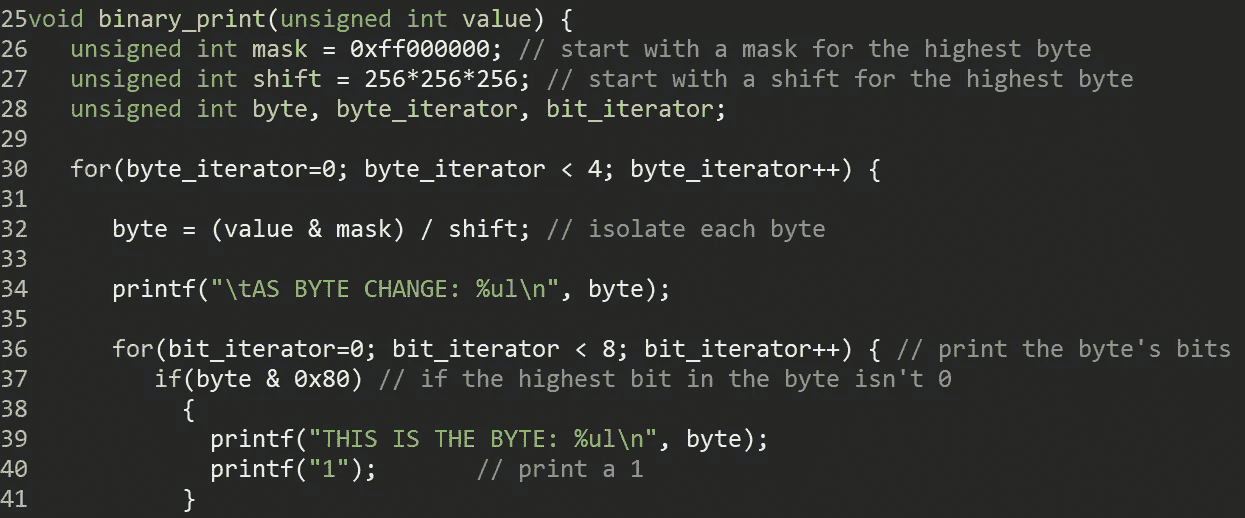 25void binary_print(unsigned int value) {
26   unsigned int mask = 0xff000000; // start with a mask for the highest byte
27   unsigned int shift = 256*256*256; // start with a shift for the highest byte
28   unsigned int byte, byte_iterator, bit_iterator;
29
30   for(byte_iterator=0; byte_iterator < 4; byte_iterator++) {
31
32      byte = (value & mask) / shift; // isolate each byte
33
34      printf("\tAS BYTE CHANGE: %ul\n", byte);
35
36      for(bit_iterator=0; bit_iterator < 8; bit_iterator++) { // print the byte's bits
37         if(byte & 0x80) // if the highest bit in the byte isn't 0
38           {
39             printf("THIS IS THE BYTE: %ul\n", byte);
40             printf("1");       // print a 1
41           }